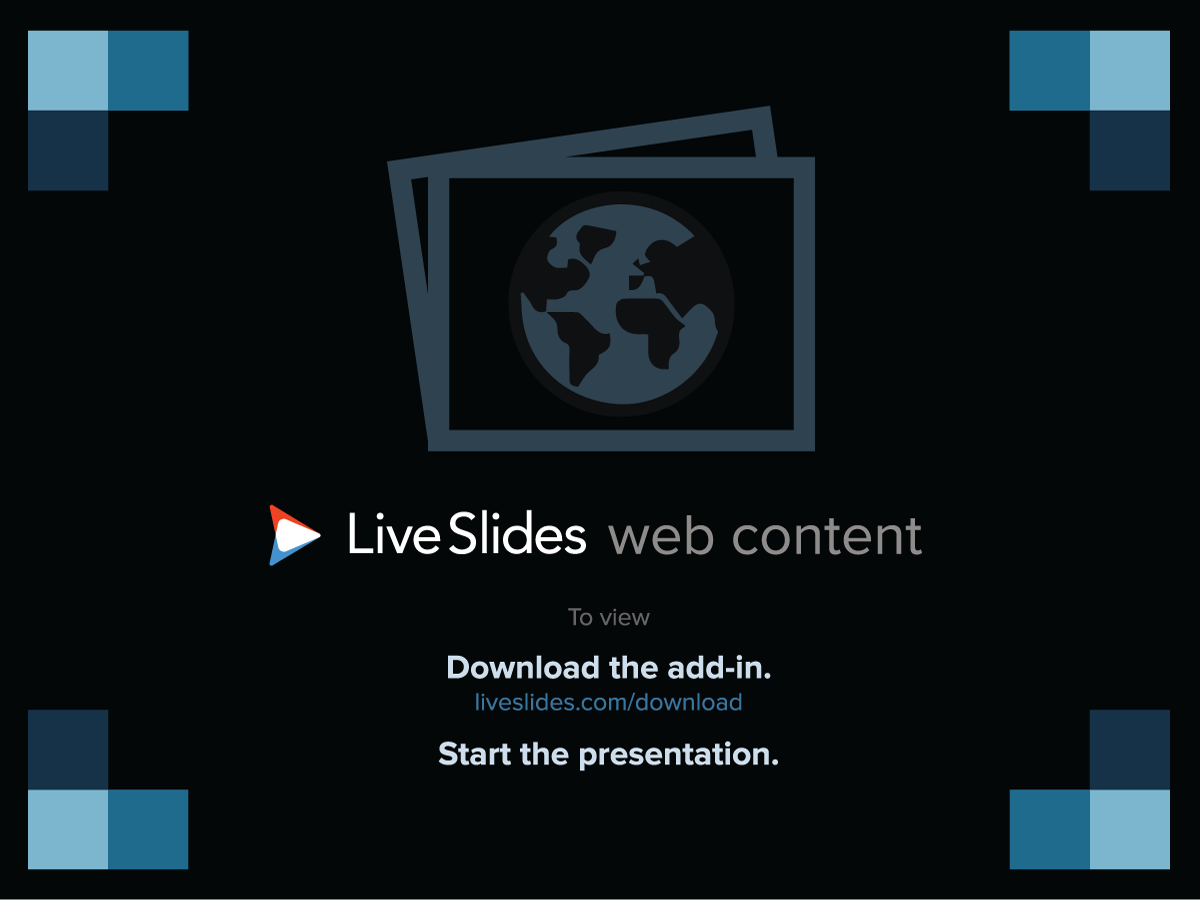 LiveSlides web content
To view
Download the add-in.
liveslides.com/download
Start the presentation.